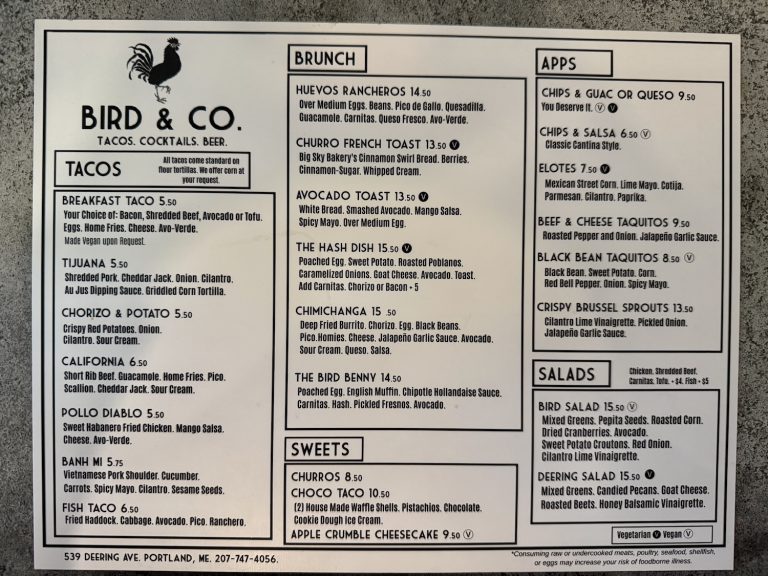 BIRD & CO.
TACOS. COCKTAILS. BEER.
TACOS
All tacos come standard on
flour tortillas. We offer corn at
your request.
BREAKFAST TACO 5.50
Your Choice of: Bacon, Shredded Beef, Avocado or Tofu.
Eggs. Home Fries. Cheese. Avo-Verde.
Made Vegan upon Request.
TIJUANA 5.50
Shredded Pork. Cheddar Jack. Onion. Cilantro.
Au Jus Dipping Sauce. Griddled Corn Tortilla.
CHORIZO & POTATO 5.50
Crispy Red Potatoes. Onion.
Cilantro. Sour Cream.
CALIFORNIA 6.50
Short Rib Beef. Guacamole. Home Fries. Pico.
Scallion. Cheddar Jack. Sour Cream.
POLLO DIABLO 5.50
Sweet Habanero Fried Chicken. Mango Salsa.
Cheese. Avo-Verde.
BANH MI 5.75
Vietnamese Pork Shoulder. Cucumber.
Carrots. Spicy Mayo. Cilantro. Sesame Seeds.
FISH TACO 6.50
Fried Haddock. Cabbage. Avocado. Pico. Ranchero.
BRUNCH
HUEVOS RANCHEROS 14.50
Over Medium Eggs. Beans. Pico de Gallo. Quesadilla.
Guacamole. Carnitas. Queso Fresco. Avo-Verde.
CHURRO FRENCH TOAST 13.50 V
Big Sky Bakery's Cinnamon Swirl Bread. Berries.
Cinnamon-Sugar. Whipped Cream.
AVOCADO TOAST 13.50 V
White Bread. Smashed Avocado. Mango Salsa.
Spicy Mayo. Over Medium Egg.
THE HASH DISH 15.50 V
Poached Egg. Sweet Potato. Roasted Poblanos.
Caramelized Onions. Goat Cheese. Avocado. Toast.
Add Carnitas. Chorizo or Bacon + 5
CHIMICHANGA 15 .50
Deep Fried Burrito. Chorizo. Egg. Black Beans.
Pico.Homies. Cheese. Jalapeño Garlic Sauce. Avocado.
Sour Cream. Queso. Salsa.
THE BIRD BENNY 14.50
Poached Egg. English Muffin. Chipotle Hollandaise Sauce.
Carnitas. Hash. Pickled Fresnos. Avocado.
SWEETS
CHURROS 8.50
CHOCO TACO 10.50
(2) House Made Waffle Shells. Pistachios. Chocolate.
Cookie Dough Ice Cream.
APPLE CRUMBLE CHEESECAKE 9.50 V
APPS
CHIPS & GUAC OR QUESO 9.50
You Deserve It. V V
CHIPS & SALSA 6.50 V
Classic Cantina Style.
ELOTES 7.50 V
Mexican Street Corn. Lime Mayo. Cotija.
Parmesan. Cilantro. Paprika.
BEEF & CHEESE TAQUITOS 9.50
Roasted Pepper and Onion. Jalapeño Garlic Sauce.
BLACK BEAN TAQUITOS 8.50 V
Black Bean. Sweet Potato. Corn.
Red Bell Pepper. Onion. Spicy Mayo.
CRISPY BRUSSEL SPROUTS 13.50
Cilantro Lime Vinaigrette. Pickled Onion.
Jalapeño Garlic Sauce.
SALADS
Chicken. Shredded Beef.
Carnitas. Tofu. + $4. Fish + $5
BIRD SALAD 15.50 V
Mixed Greens. Pepita Seeds. Roasted Corn.
Dried Cranberries. Avocado.
Sweet Potato Croutons. Red Onion.
Cilantro Lime Vinaigrette.
DEERING SALAD 15.50 V
Mixed Greens. Candied Pecans. Goat Cheese.
Roasted Beets. Honey Balsamic Vinaigrette.
Vegetarian V Vegan V
539 DEERING AVE. PORTLAND, ME. 207-747-4056.
*Consuming raw or undercooked meats, poultry, seafood, shellfish,
or eggs may increase your risk of foodborne illness.